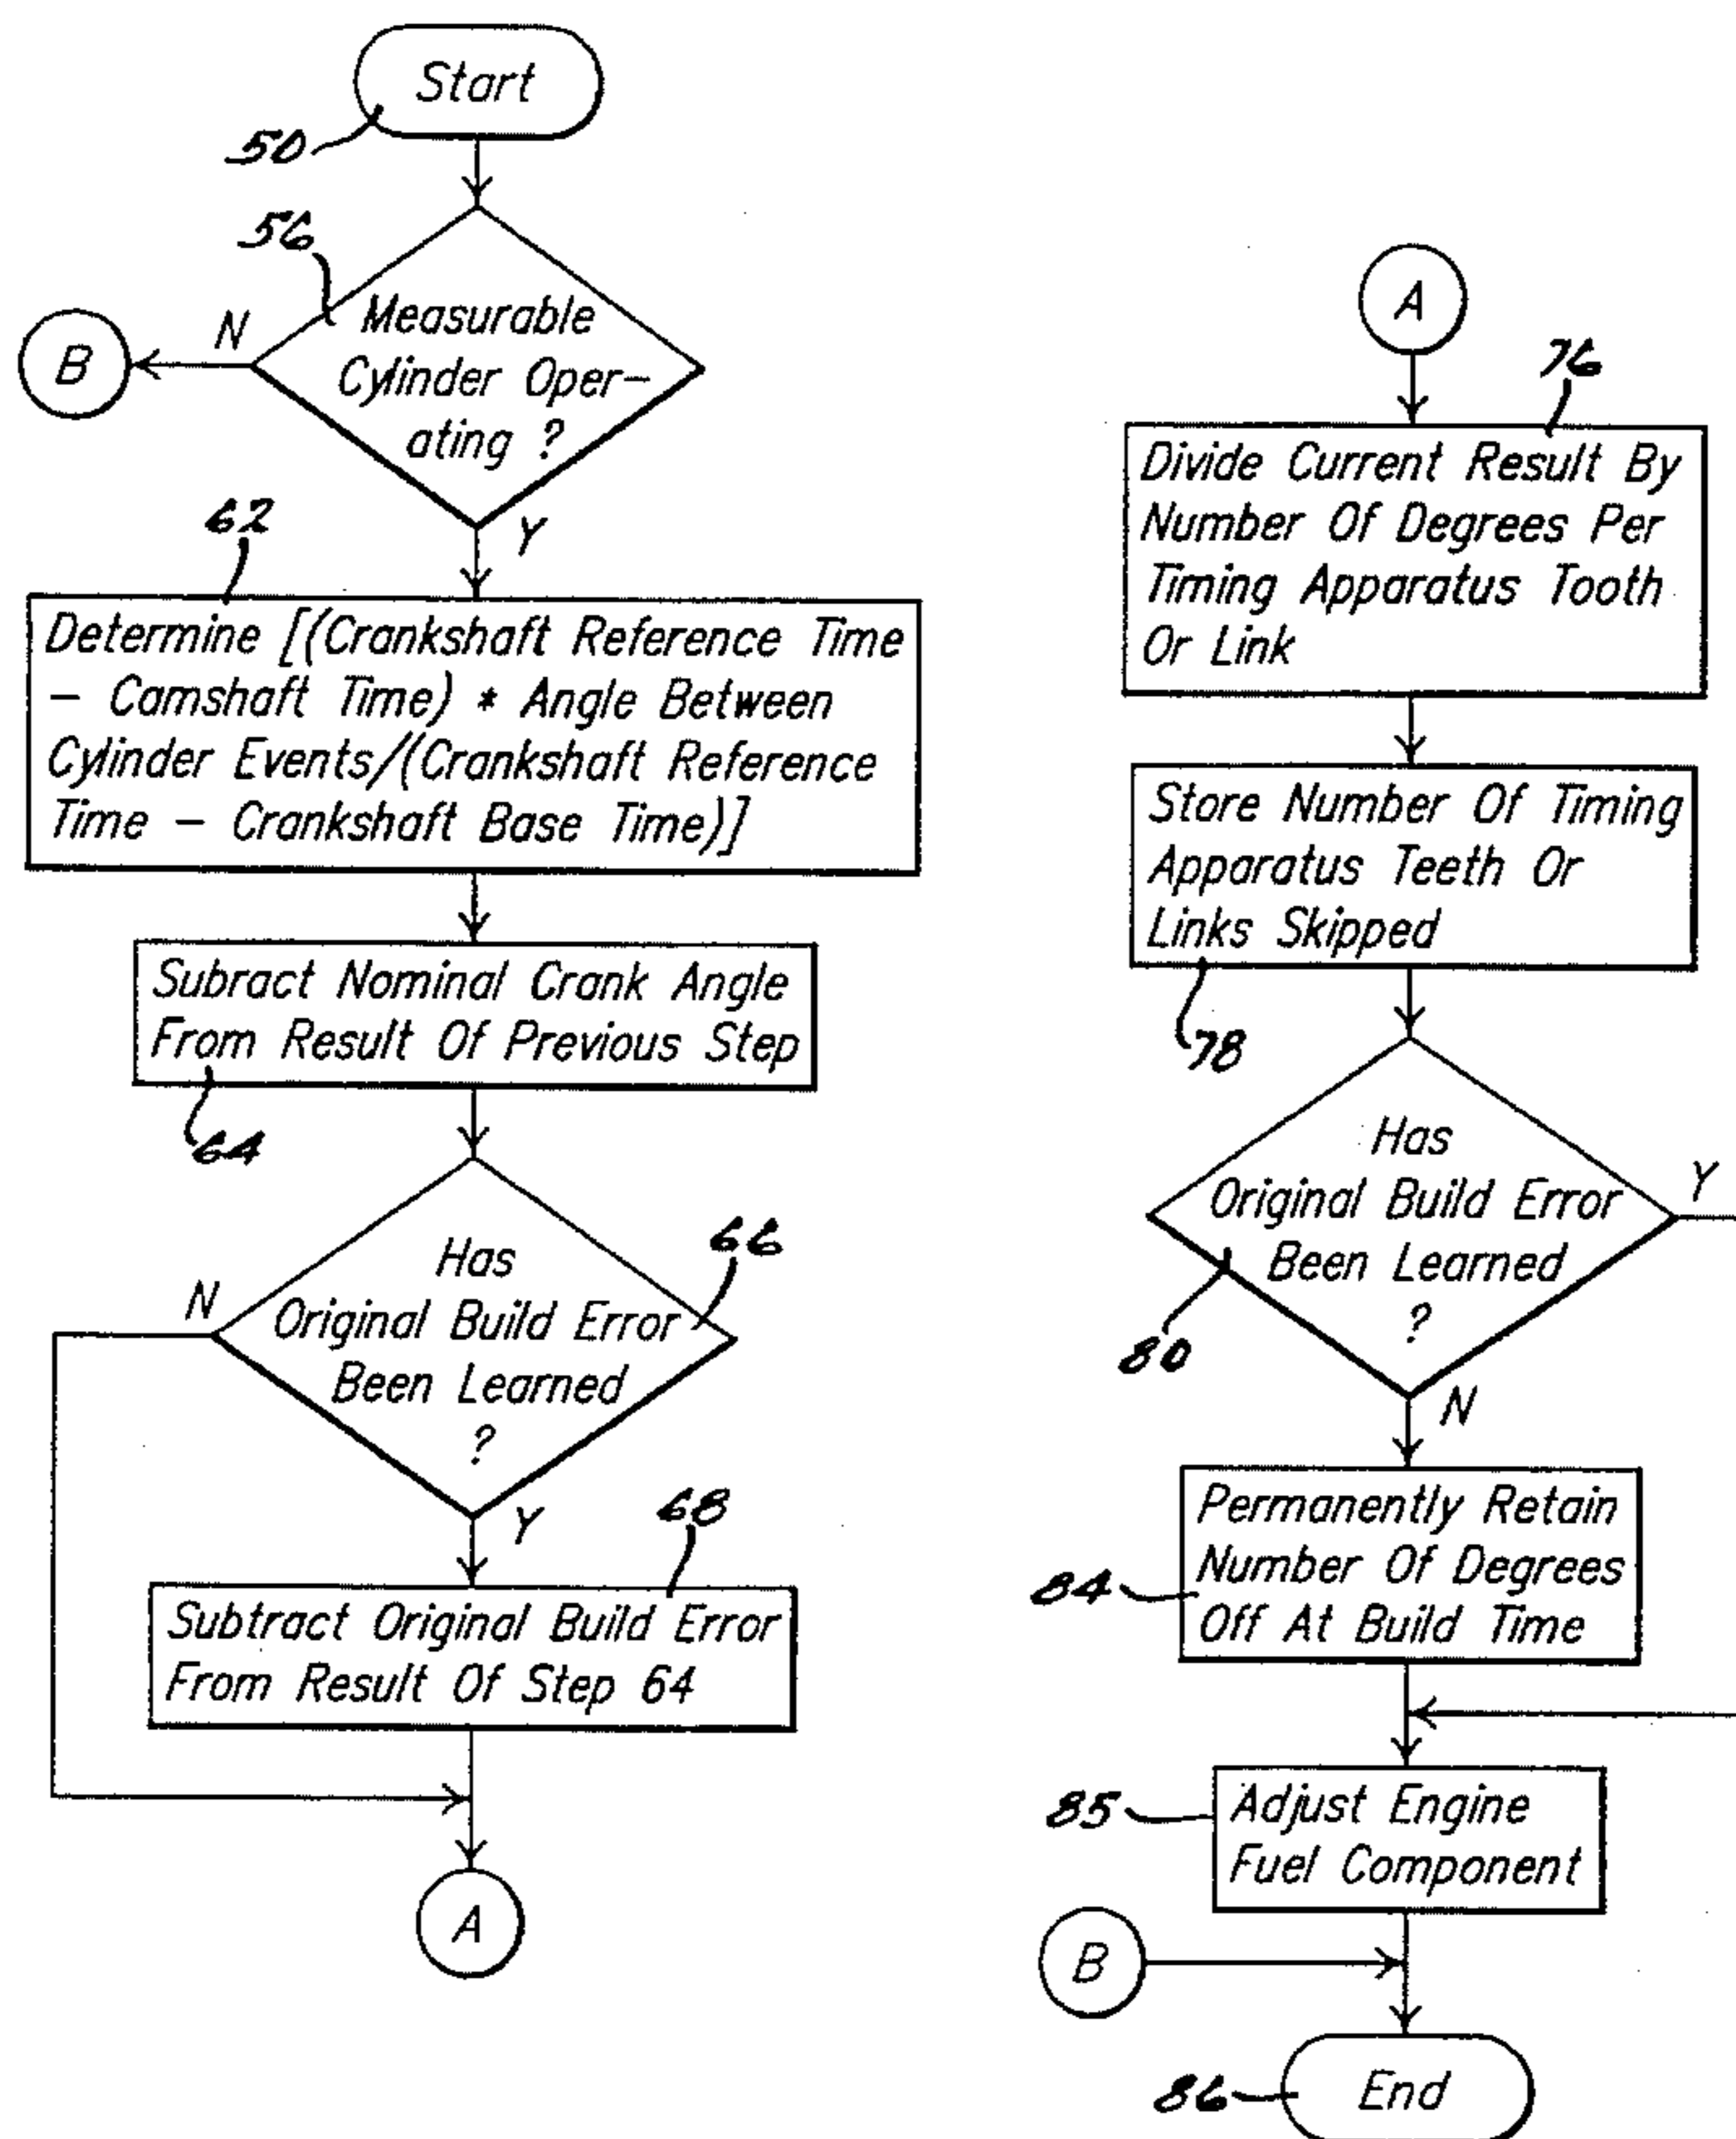 Start
50
56
Measurable
Cylinder Oper-
ating ?
N
B
Y
62
Determine [(Crankshaft Reference Time
- Camshaft Time) * Angle Between
Cylinder Events/(Crankshaft Reference
Time - Crankshaft Base Time)]
Subract Nominal Crank Angle
From Result Of Previous Step
64
66
Has
Original Build Error
Been Learned
?
N
Y
68
Subtract Original Build Error
From Result Of Step 64
A
A
76
Divide Current Result By
Number Of Degrees Per
Timing Apparatus Tooth
Or Link
Store Number Of Timing
Apparatus Teeth Or
Links Skipped
78
Has
Original Build Error
Been Learned
?
Y
80
N
Permanently Retain
Number Of Degrees
Off At Build Time
84
85
Adjust Engine
Fuel Component
B
86
End